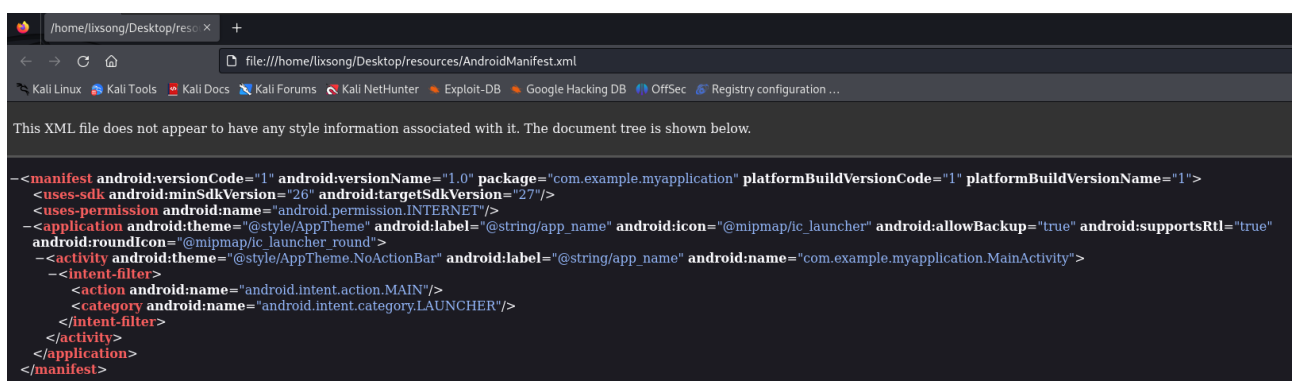 /home/lixsong/Desktop/reso × +
file:///home/lixsong/Desktop/resources/AndroidManifest.xml
Kali Linux Kali Tools Kali Docs Kali Forums Kali NetHunter Exploit-DB Google Hacking DB OffSec Registry configuration ...
This XML file does not appear to have any style information associated with it. The document tree is shown below.
−<manifest android:versionCode="1" android:versionName="1.0" package="com.example.myapplication" platformBuildVersionCode="1" platformBuildVersionName="1">
<uses-sdk android:minSdkVersion="26" android:targetSdkVersion="27"/>
<uses-permission android:name="android.permission.INTERNET"/>
−<application android:theme="@style/AppTheme" android:label="@string/app_name" android:icon="@mipmap/ic_launcher" android:allowBackup="true" android:supportsRtl="true"
android:roundIcon="@mipmap/ic_launcher_round">
−<activity android:theme="@style/AppTheme.NoActionBar" android:label="@string/app_name" android:name="com.example.myapplication.MainActivity">
−<intent-filter>
<action android:name="android.intent.action.MAIN"/>
<category android:name="android.intent.category.LAUNCHER"/>
</intent-filter>
</activity>
</application>
</manifest>